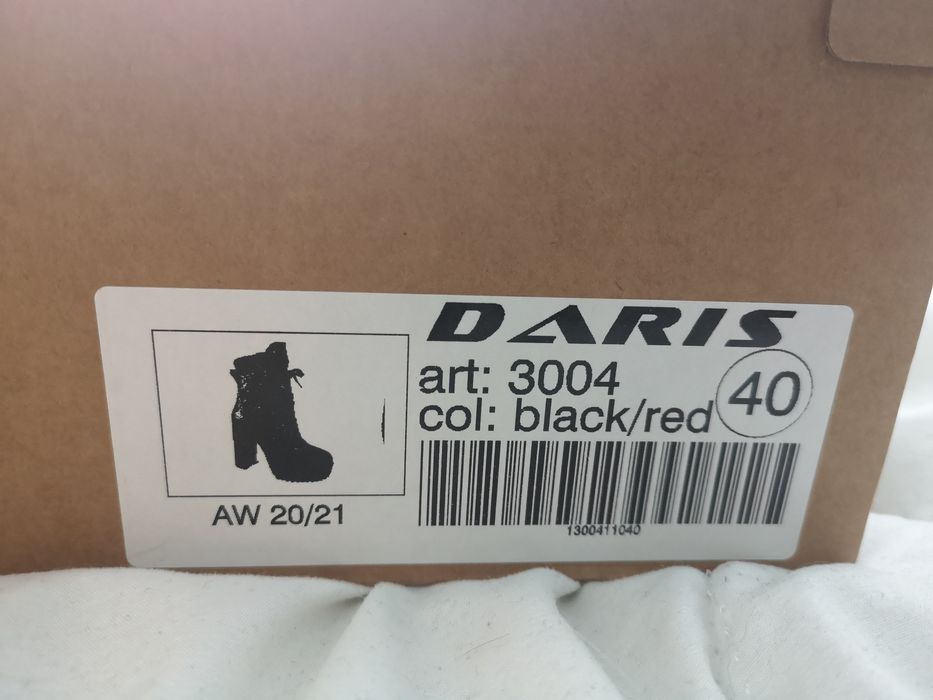 DARIS
art: 3004
col: black/red
40
1300411040
AW 20/21